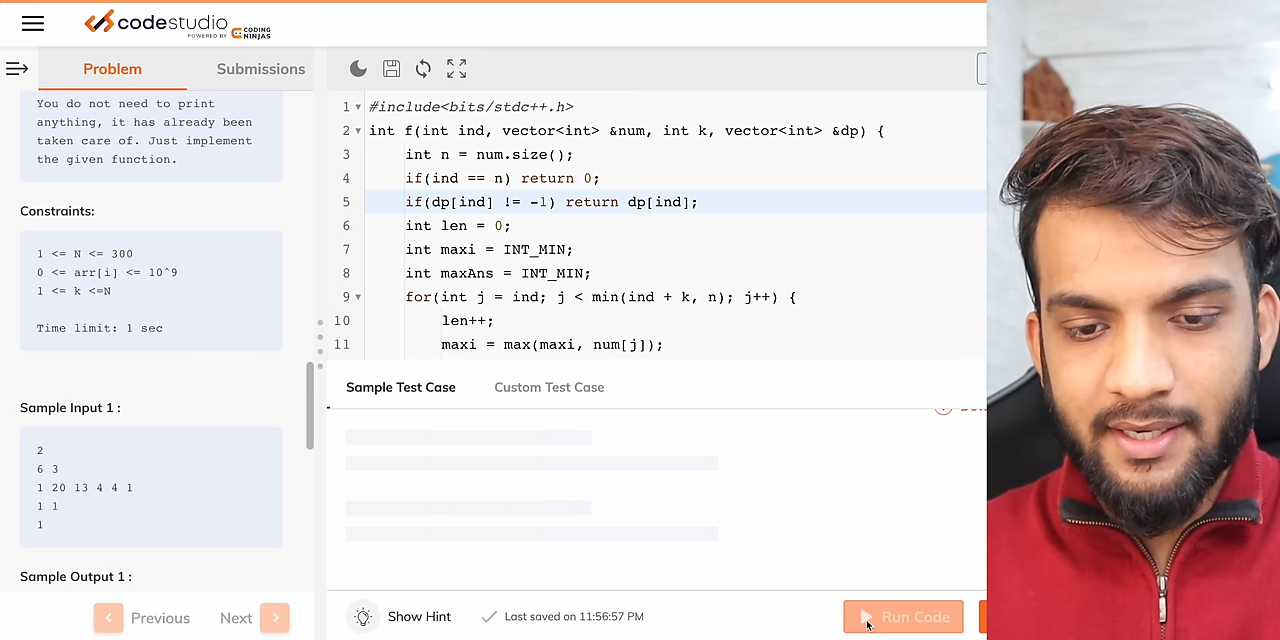 codestudio
POWERED BY CODING NINJAS
Problem
Submissions
You do not need to print
anything, it has already been
taken care of. Just implement
the given function.
Constraints:
1 <= N <= 300
0 <= arr[i] <= 10^9
1 <= k <=N
Time limit: 1 sec
Sample Input 1 :
2
6 3
1 20 13 4 4 1
1 1
1
Sample Output 1 :
Previous
Next
1 #include<bits/stdc++.h>
2 int f(int ind, vector<int> &num, int k, vector<int> &dp) {
3 int n = num.size();
4 if(ind == n) return 0;
5 if(dp[ind] != -1) return dp[ind];
6 int len = 0;
7 int maxi = INT_MIN;
8 int maxAns = INT_MIN;
9 for(int j = ind; j < min(ind + k, n); j++) {
10 len++;
11 maxi = max(maxi, num[j]);
Sample Test Case
Custom Test Case
Show Hint
Last saved on 11:56:57 PM
Run Code